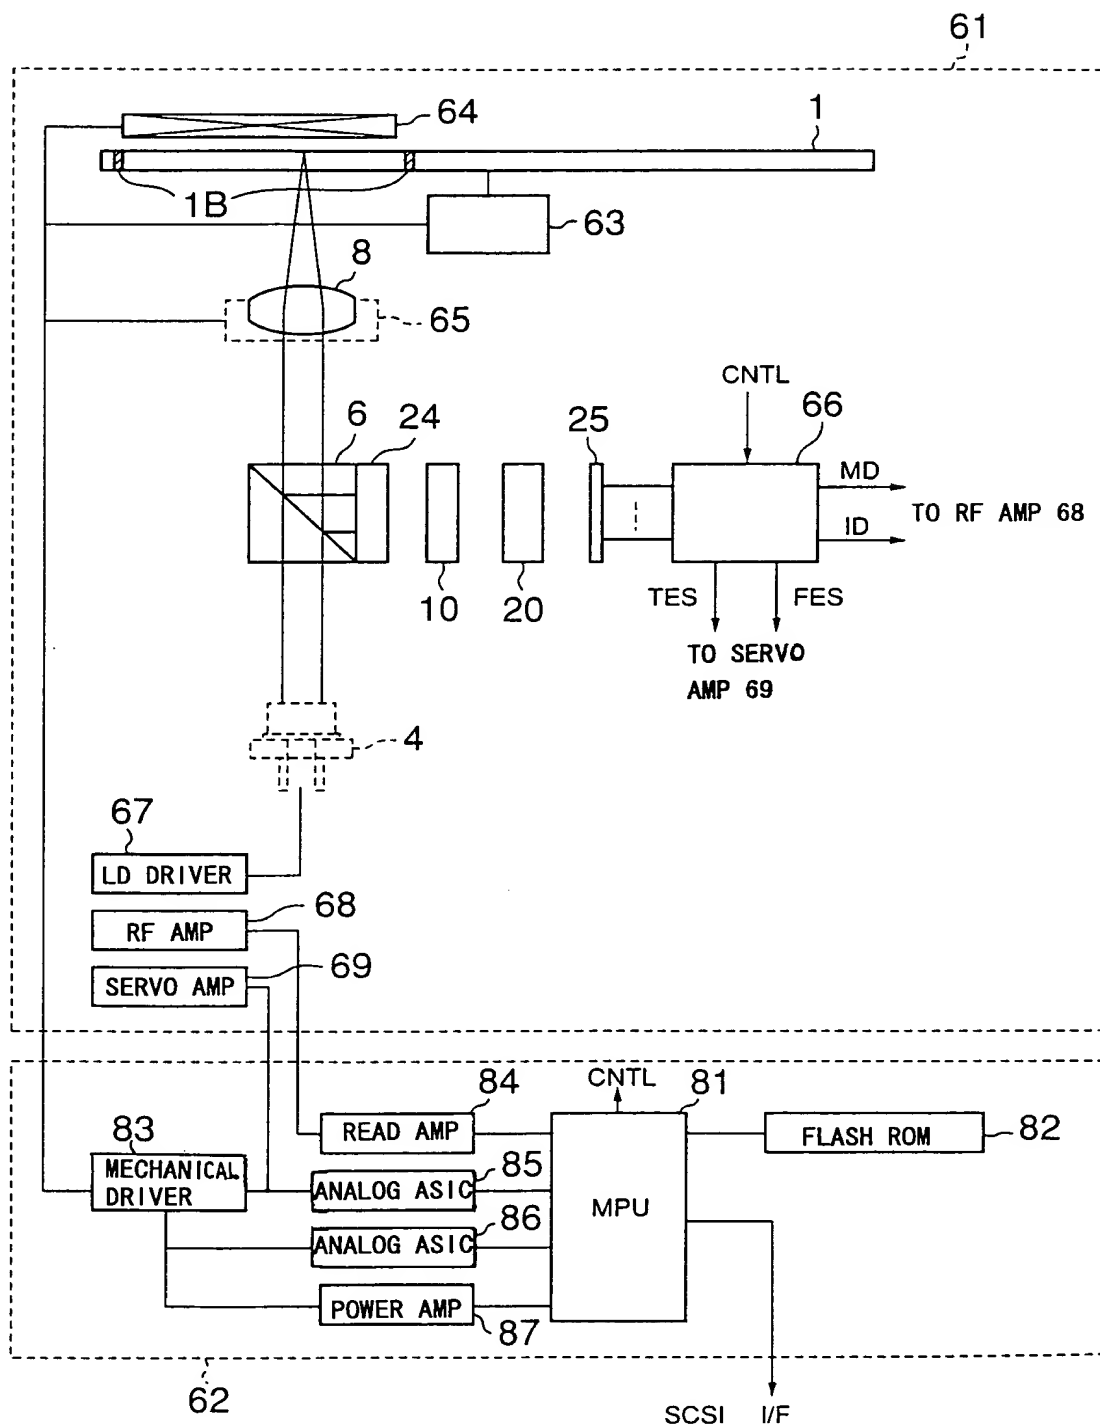 61
64
1
1B
63
8
65
CNTL
6
24
25
66
MD
TO RF AMP 68
ID
10
20
TES
FES
TO SERVO
AMP 69
4
67
LD DRIVER
68
RF AMP
69
SERVO AMP
84
CNTL
81
83
READ AMP
FLASH ROM
82
MECHANICAL
DRIVER
85
ANALOG ASIC
MPU
86
ANALOG ASIC
POWER AMP
87
62
SCSI I/F